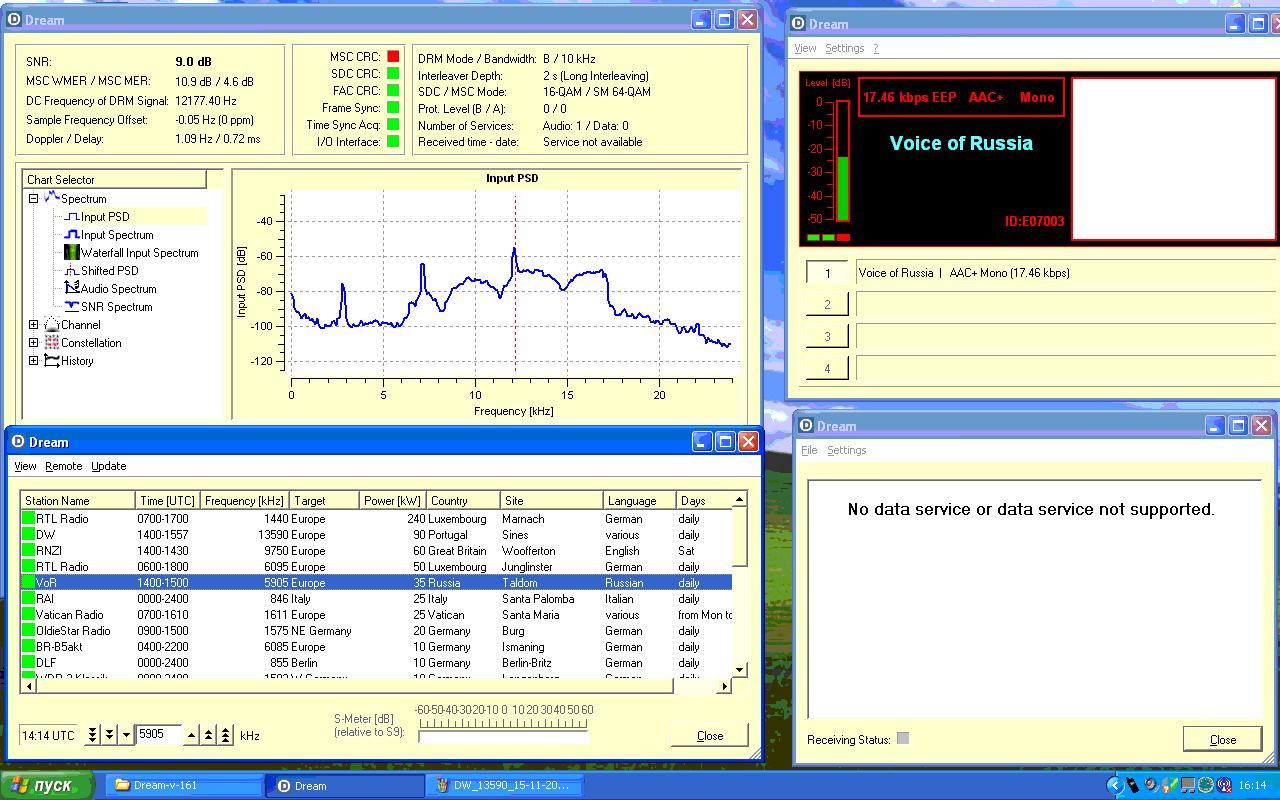 Dream
SNR: 9.0 dB
MSC WMER / MSC MER: 10.9 dB / 4.6 dB
DC Frequency of DRM Signal: 12177.40 Hz
Sample Frequency Offset: -0.05 Hz (0 ppm)
Doppler / Delay: 1.09 Hz / 0.72 ms
MSC CRC:
SDC CRC:
FAC CRC:
Frame Sync:
Time Sync Acq:
I/O Interface:
DRM Mode / Bandwidth: B / 10 kHz
Interleaver Depth: 2 s (Long Interleaving)
SDC / MSC Mode: 16-QAM / SM 64-QAM
Prot. Level (B / A): 0 / 0
Number of Services: Audio: 1 / Data: 0
Received time - date: Service not available
Chart Selector
Spectrum
Input PSD
Input Spectrum
Waterfall Input Spectrum
Shifted PSD
Audio Spectrum
SNR Spectrum
Channel
Constellation
History
Input PSD
Input PSD [dB]
-40
-60
-80
-100
-120
0 5 10 15 20
Frequency [kHz]
Dream
View Settings ?
Level [dB]
0
-10
-20
-30
-40
-50
17.46 kbps EEP AAC+ Mono
Voice of Russia
ID:E07003
1 Voice of Russia | AAC+ Mono (17.46 kbps)
2
3
4
Dream
View Remote Update
Station Name Time [UTC] Frequency [kHz] Target Power [kW] Country Site Language Days
RTL Radio 0700-1700 1440 Europe 240 Luxembourg Marnach German daily
DW 1400-1557 13590 Europe 90 Portugal Sines various daily
RNZI 1400-1430 9750 Europe 60 Great Britain Woofferton English Sat
RTL Radio 0600-1800 6095 Europe 50 Luxembourg Junglinster German daily
VoR 1400-1500 5905 Europe 35 Russia Taldom Russian daily
RAI 0000-2400 846 Italy 25 Italy Santa Palomba Italian daily
Vatican Radio 0700-1610 1611 Europe 25 Vatican Santa Maria various from Mon to
OldieStar Radio 0900-1500 1575 NE Germany 20 Germany Burg German daily
BR-B5akt 0400-2200 6085 Europe 10 Germany Ismaning German daily
DLF 0000-2400 855 Berlin 10 Germany Berlin-Britz German daily
14:14 UTC 5905 kHz
S-Meter [dB]
(relative to S9):
-60-50-40-30-20-10 0 10 20 30 40 50 60
Close
Dream
File Settings
No data service or data service not supported.
Receiving Status:
Close
пуск Dream-v-161 Dream DW_13590_15-11-20... 16:14